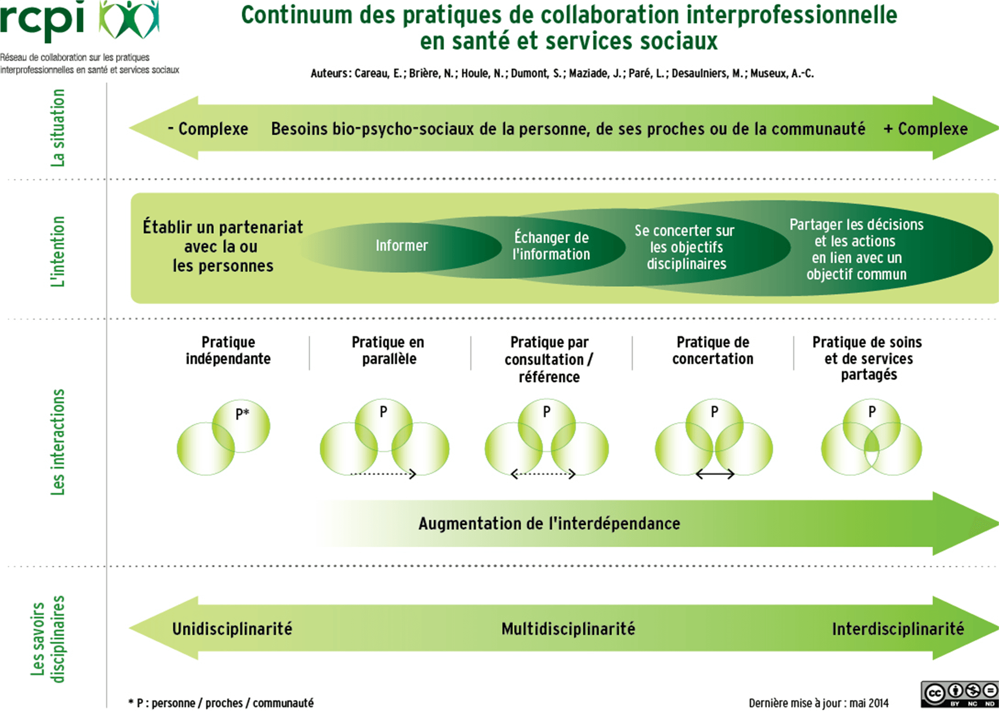 rcpi
Réseau de collaboration sur les pratiques
interprofessionnelles en santé et services sociaux
Continuum des pratiques de collaboration interprofessionnelle
en santé et services sociaux
Auteurs : Careau, E. ; Brière, N. ; Houle, N. ; Dumont, S. ; Maziade, J. ; Paré, L. ; Desaulniers, M. ; Museux, A.-C.
La situation
- Complexe
Besoins bio-psycho-sociaux de la personne, de ses proches ou de la communauté
+ Complexe
L'intention
Établir un partenariat
avec la ou
les personnes
Informer
Échanger de
l'information
Se concerter sur
les objectifs
disciplinaires
Partager les décisions
et les actions
en lien avec un
objectif commun
Les interactions
Pratique
indépendante
Pratique en
parallèle
Pratique par
consultation /
référence
Pratique de
concertation
Pratique de soins
et de services
partagés
P*
P
P
P
P
Augmentation de l'interdépendance
Les savoirs
disciplinaires
Unidisciplinarité
Multidisciplinarité
Interdisciplinarité
* P : personne / proches / communauté
Dernière mise à jour : mai 2014
cc
BY NC ND